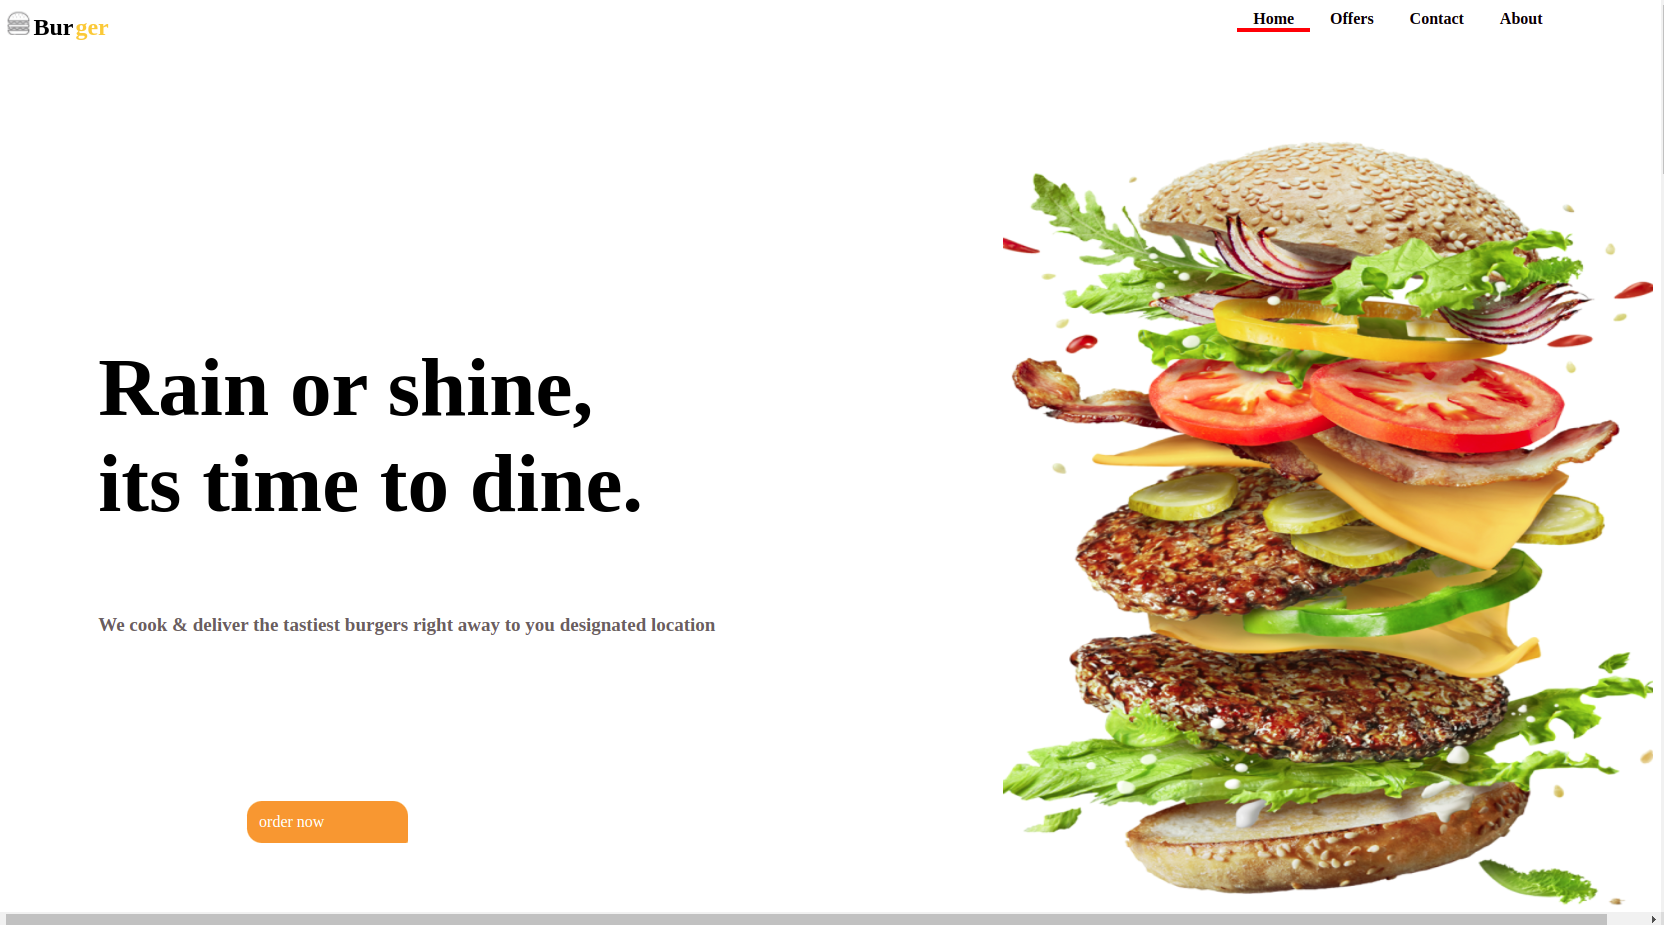 Burger
Home Offers Contact About
Rain or shine,
its time to dine.
We cook & deliver the tastiest burgers right away to you designated location
order now